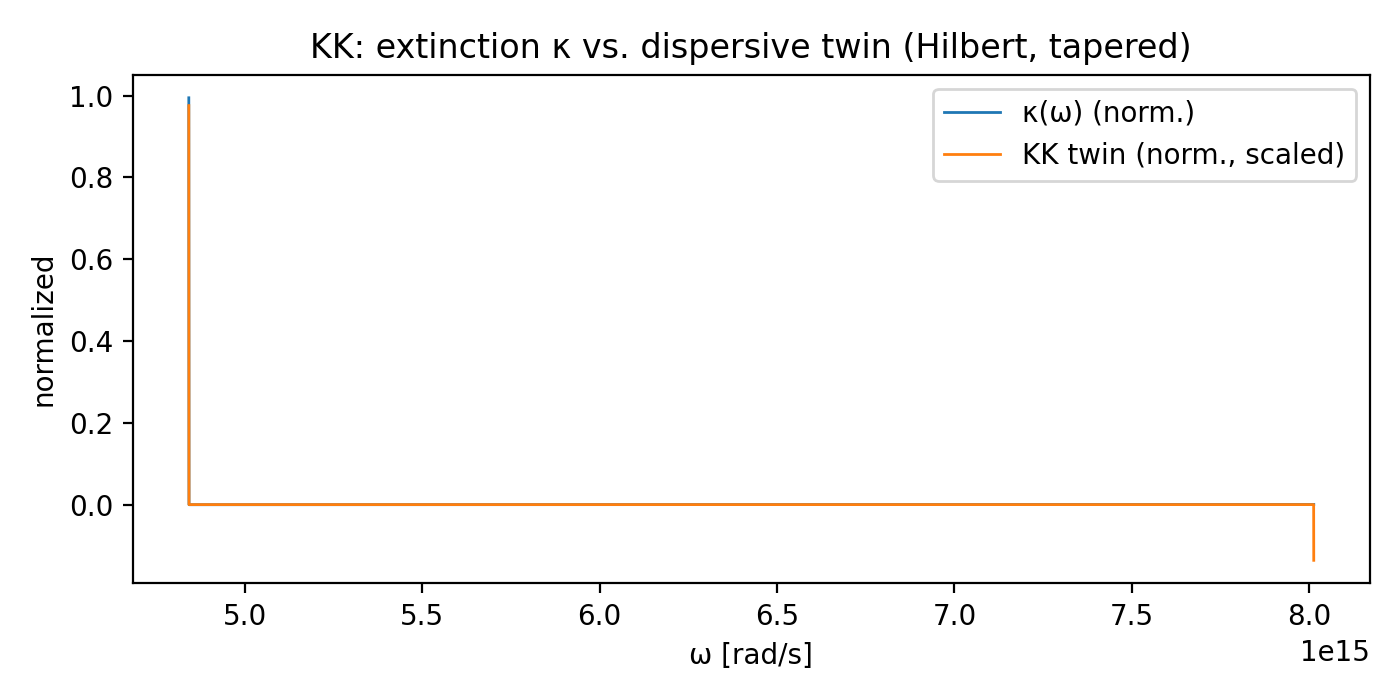 KK: extinction κ vs. dispersive twin (Hilbert, tapered)
κ(ω) (norm.)
KK twin (norm., scaled)
normalized
1.0
0.8
0.6
0.4
0.2
0.0
5.0 5.5 6.0 6.5 7.0 7.5 8.0
1e15
ω [rad/s]